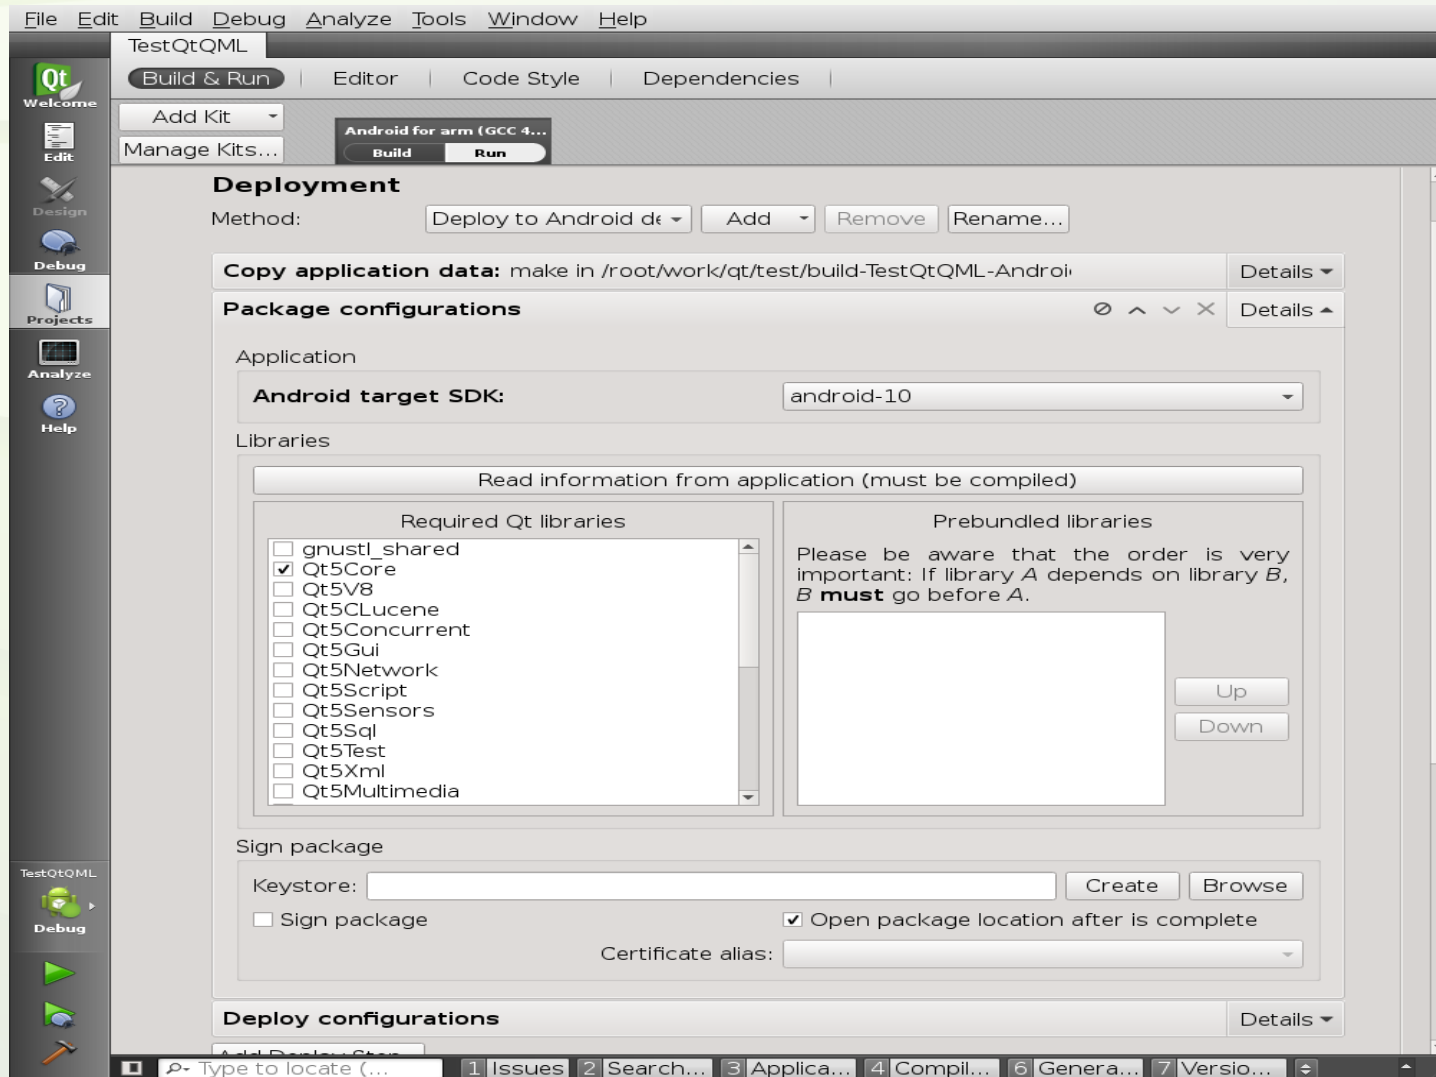 File Edit Build Debug Analyze Tools Window Help
TestQtQML
Build & Run Editor Code Style Dependencies
Qt
Welcome
Edit
Design
Debug
Projects
Analyze
Help
Add Kit
Manage Kits...
Android for arm (GCC 4...
Build Run
Deployment
Method: Deploy to Android de Add Remove Rename...
Copy application data: make in /root/work/qt/test/build-TestQtQML-Androi Details
Package configurations Details
Application
Android target SDK: android-10
Libraries
Read information from application (must be compiled)
Required Qt libraries
gnustl_shared
Qt5Core
Qt5V8
Qt5CLucene
Qt5Concurrent
Qt5Gui
Qt5Network
Qt5Script
Qt5Sensors
Qt5Sql
Qt5Test
Qt5Xml
Qt5Multimedia
Prebundled libraries
Please be aware that the order is very
important: If library A depends on library B,
B must go before A.
Up
Down
Sign package
Keystore: Create Browse
Sign package Open package location after is complete
Certificate alias:
Deploy configurations Details
Add Deploy Step
TestQtQML
Debug
Type to locate (... 1 Issues 2 Search... 3 Applica... 4 Compil... 6 Genera... 7 Versio...